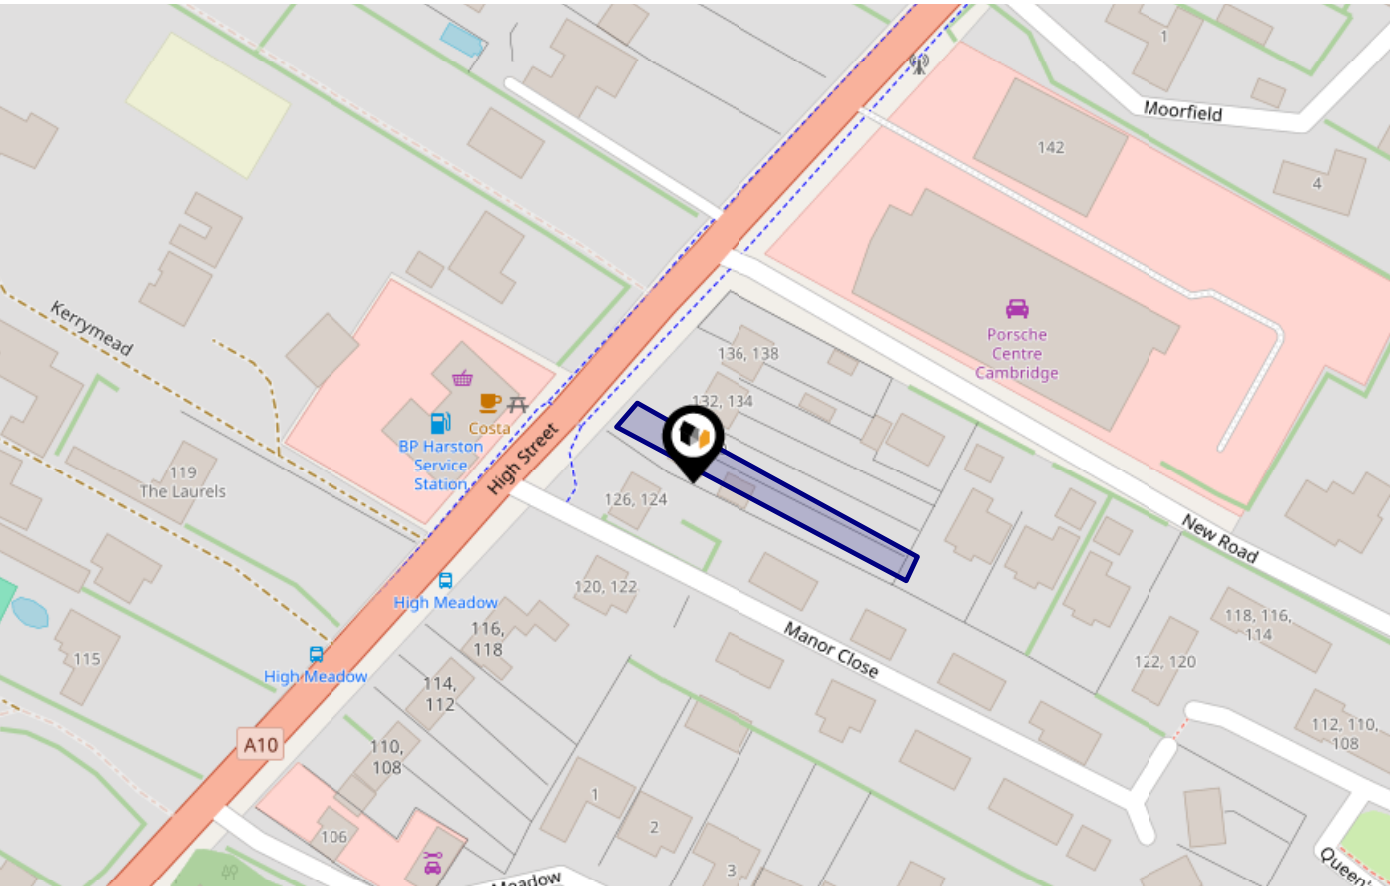 1
Moorfield
142
4
Kerrymead
136, 138
Porsche
Centre
Cambridge
132, 134
Costa
BP Harston
Service
Station
High Street
119
The Laurels
126, 124
New Road
High Meadow
120, 122
116,
118
118, 116,
114
Manor Close
115
High Meadow
122, 120
114,
112
A10
110,
108
112, 110,
108
1
2
106
3
Meadow
Queen'